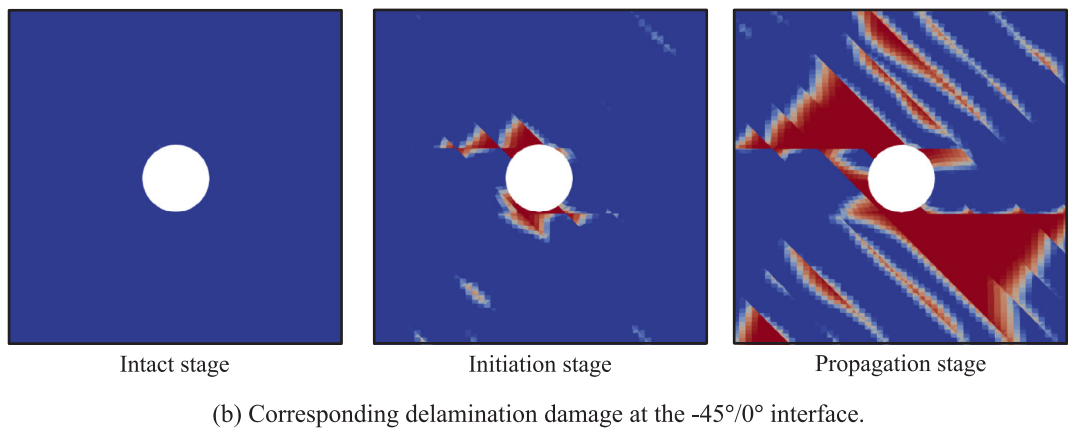 Intact stage
Initiation stage
Propagation stage
(b) Corresponding delamination damage at the -45°/0° interface.